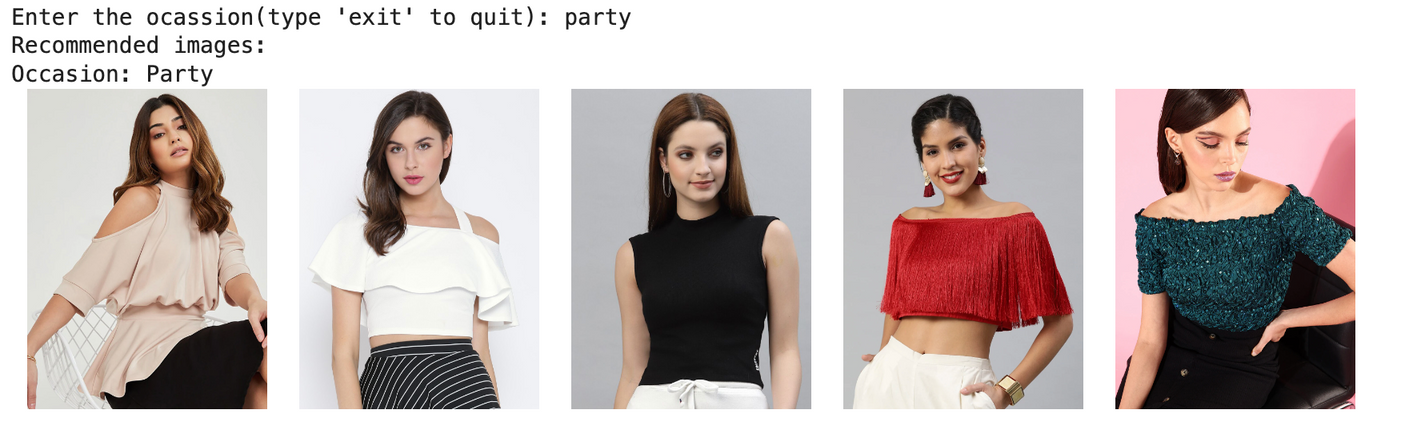 Enter the ocassion(type 'exit' to quit): party
Recommended images:
Occasion: Party